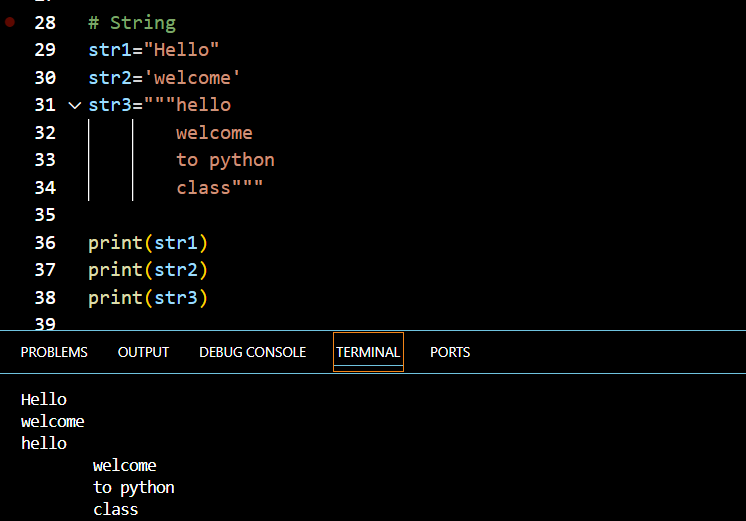 28 # String
29 str1="Hello"
30 str2='welcome'
31 str3="""hello
32         welcome
33         to python
34         class"""
35
36 print(str1)
37 print(str2)
38 print(str3)
39
PROBLEMS OUTPUT DEBUG CONSOLE TERMINAL PORTS
Hello
welcome
hello
        welcome
        to python
        class